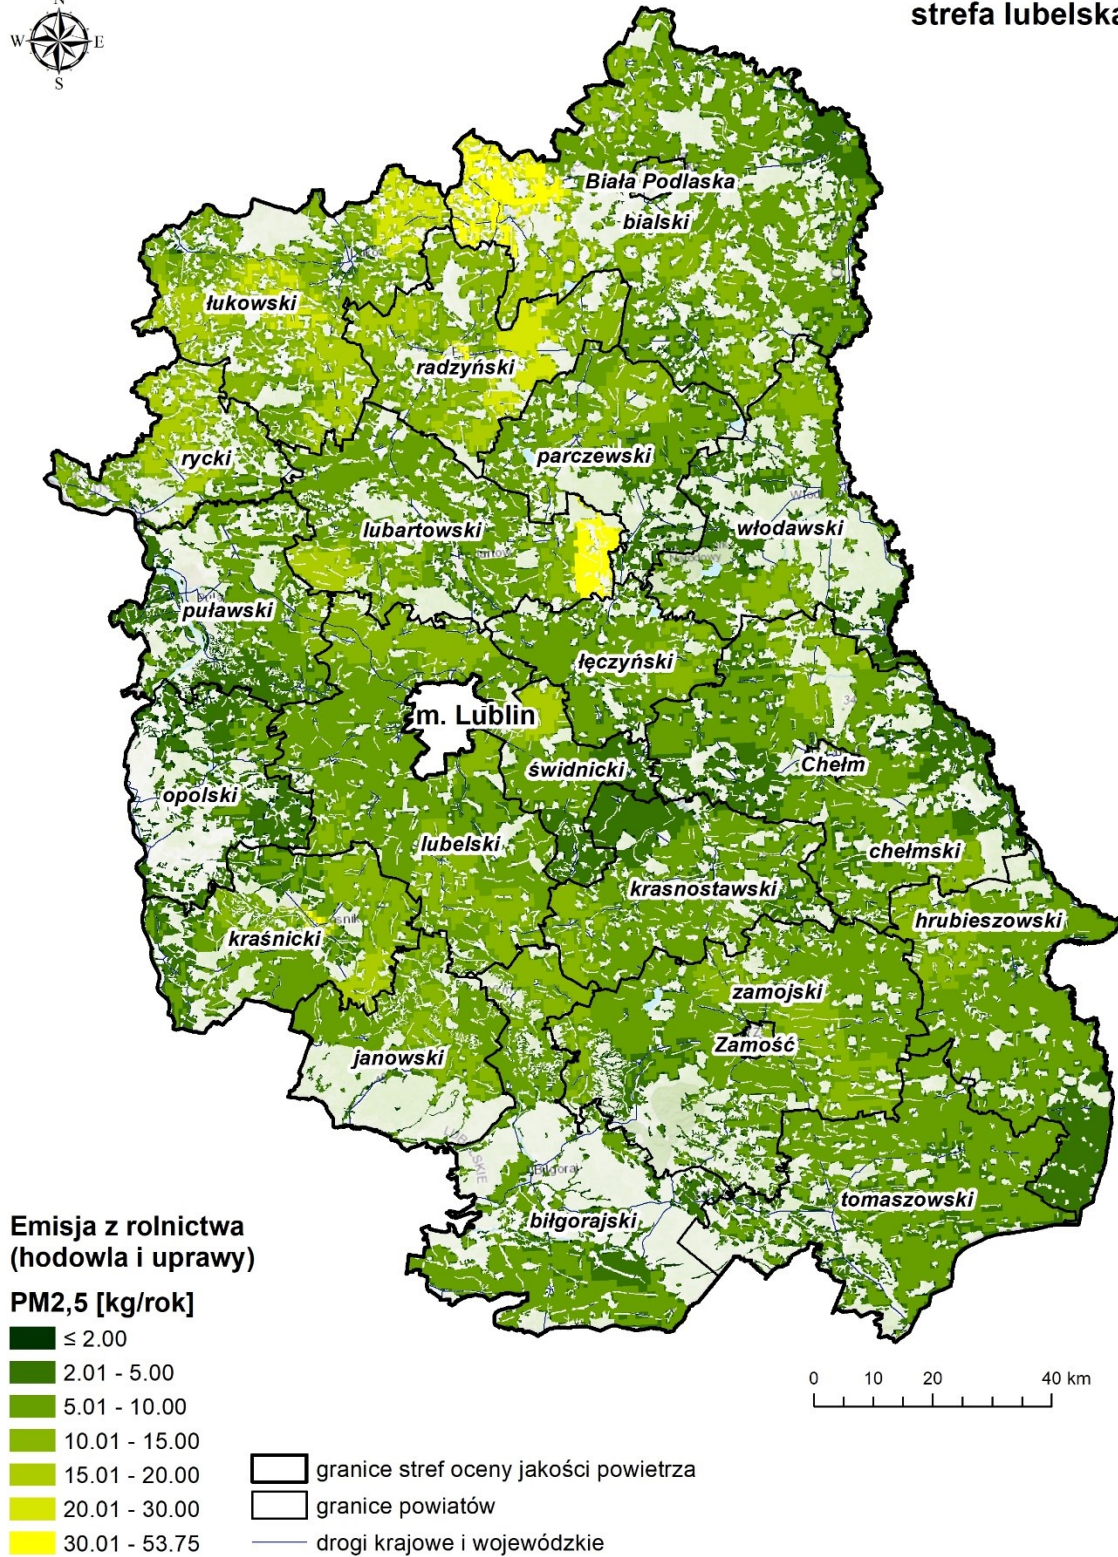 N
W E
S
strefa lubelska
Biała Podlaska
bialski
łukowski
radzyński
rycki
parczewski
lubartowski
włodawski
puławski
łęczyński
m. Lublin
świdnicki
Chełm
opolski
lubelski
chełmski
krasnostawski
hrubieszowski
kraśnicki
zamojski
Zamość
janowski
Biłgoraj
tomaszowski
biłgorajski
Emisja z rolnictwa
(hodowla i uprawy)
PM2,5 [kg/rok]
≤ 2.00
2.01 - 5.00
5.01 - 10.00
10.01 - 15.00
15.01 - 20.00
20.01 - 30.00
30.01 - 53.75
0 10 20 40 km
granice stref oceny jakości powietrza
granice powiatów
drogi krajowe i wojewódzkie